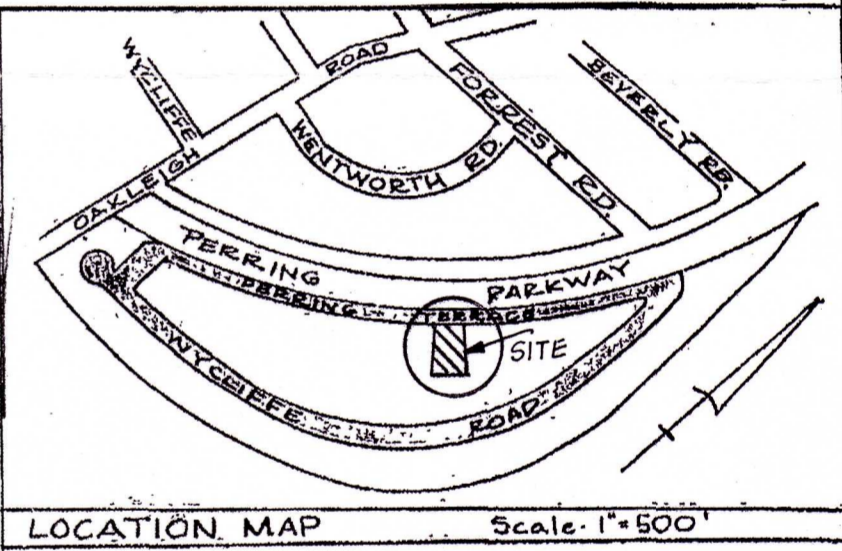 WYCLIFFE
ROAD
FORREST RD.
BEVERLY RD.
WENTWORTH RD.
OAKLEIGH
PERRING
PARKWAY
PERRING
TERRACE
SITE
WYCLIFFE
ROAD
LOCATION MAP
Scale-1"=500'